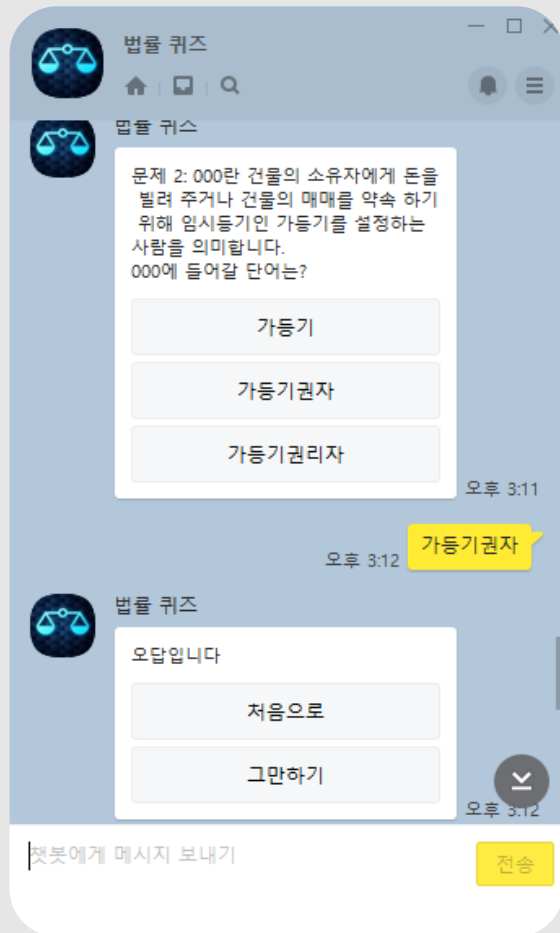 법률 퀴즈
법률 퀴즈
문제 2: 000란 건물의 소유자에게 돈을
빌려 주거나 건물의 매매를 약속 하기
위해 임시등기인 가등기를 설정하는
사람을 의미합니다.
000에 들어갈 단어는?
가등기
가등기권자
가등기권리자
오후 3:11
가등기권자
오후 3:12
법률 퀴즈
오답입니다
처음으로
그만하기
오후 3:12
챗봇에게 메시지 보내기
전송